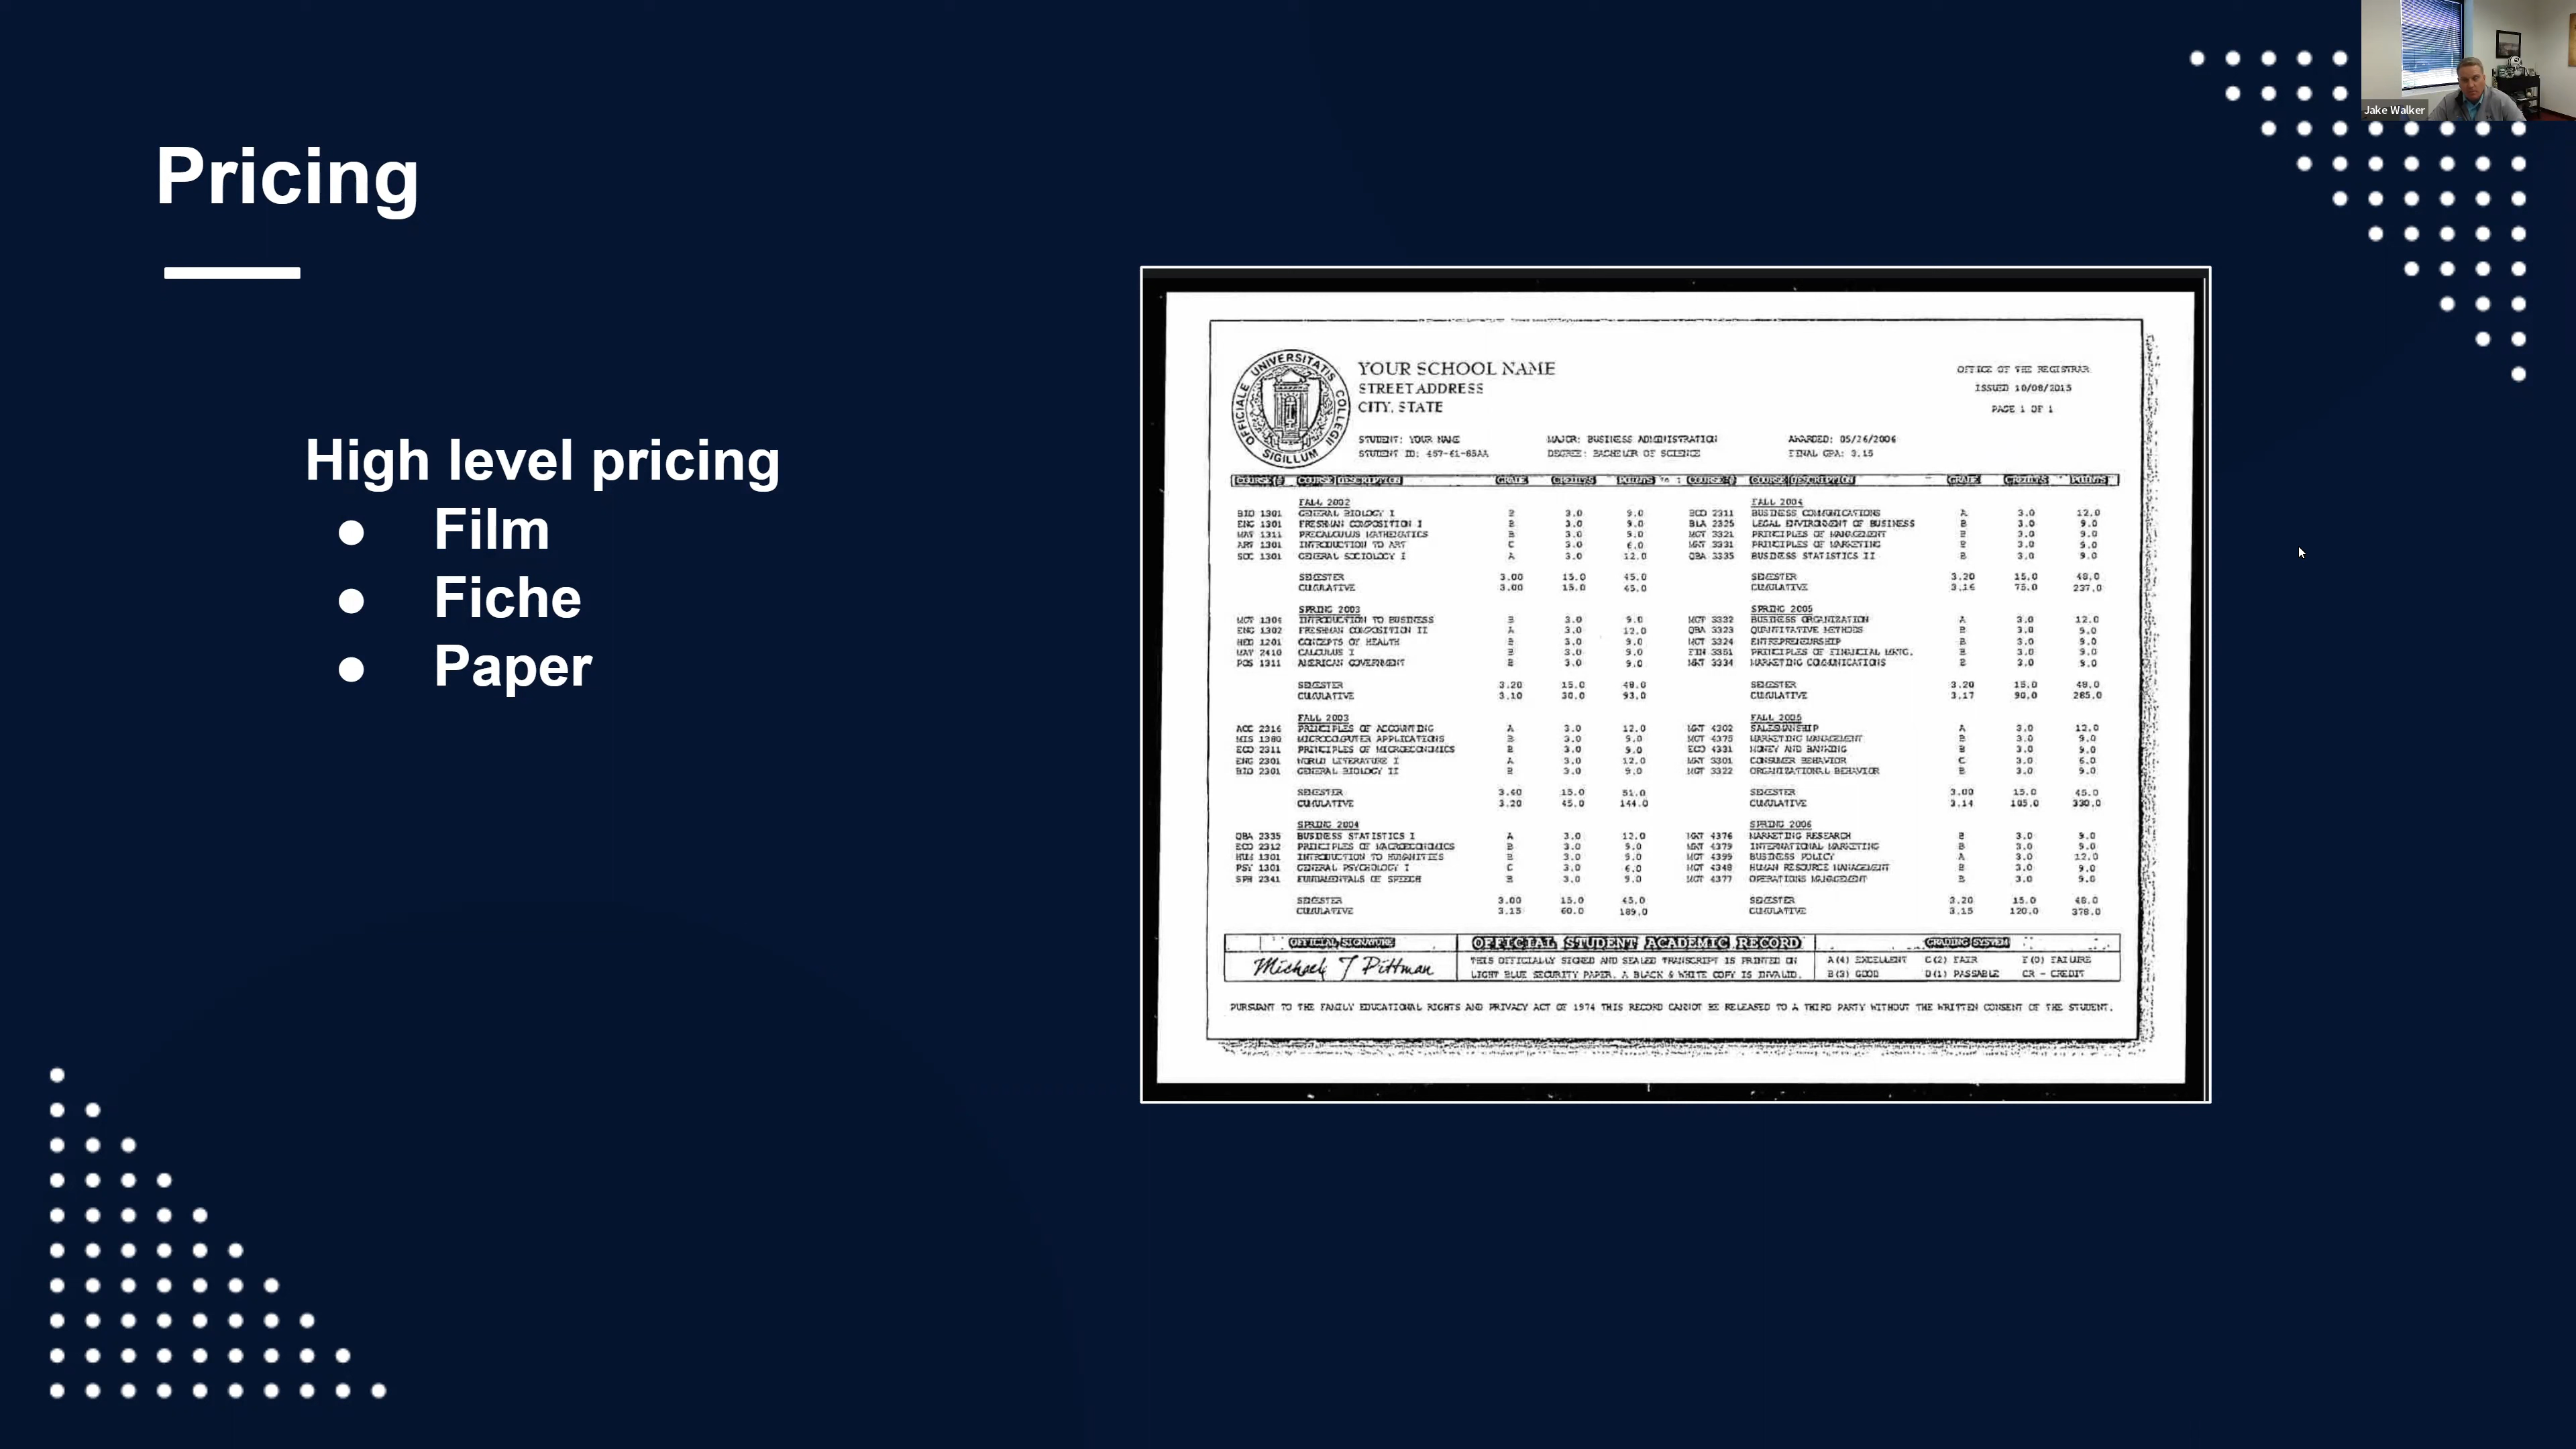 Jake Walker
Pricing
High level pricing
● Film
● Fiche
● Paper
OFFICIALE UNIVERSITATIS COLLEGII SIGILLUM
YOUR SCHOOL NAME
STREET ADDRESS
CITY, STATE
OFFICE OF THE REGISTRAR
ISSUED 10/08/2015
PAGE 1 OF 1
STUDENT: YOUR NAME MAJOR: BUSINESS ADMINISTRATION AWARDED: 05/26/2006
STUDENT ID: DEGREE: BACHELOR OF SCIENCE FINAL GPA: 3.15
COURSE # COURSE DESCRIPTION GRADE CREDITS POINTS COURSE # COURSE DESCRIPTION GRADE CREDITS POINTS
FALL 2002
BIO 1301 GENERAL BIOLOGY I B 3.0 9.0
ENG 1301 FRESHMAN COMPOSITION I B 3.0 9.0
MAT 1311 PRECALCULUS MATHEMATICS B 3.0 9.0
ART 1301 INTRODUCTION TO ART C 3.0 6.0
SOC 1301 GENERAL SOCIOLOGY I A 3.0 12.0
SEMESTER 3.00 15.0 45.0
CUMULATIVE 3.00 15.0 45.0
SPRING 2003
INTRODUCTION TO BUSINESS B 3.0 9.0
ENG 1302 FRESHMAN COMPOSITION II A 3.0 12.0
HED 1201 CONCEPTS OF HEALTH B 3.0 9.0
MAT 2410 CALCULUS I B 3.0 9.0
POS 1311 AMERICAN GOVERNMENT B 3.0 9.0
SEMESTER 3.20 15.0 48.0
CUMULATIVE 3.10 30.0 93.0
FALL 2003
ACC 2316 PRINCIPLES OF ACCOUNTING A 3.0 12.0
MIS 1380 MICROCOMPUTER APPLICATIONS B 3.0 9.0
ECO 2311 PRINCIPLES OF MICROECONOMICS B 3.0 9.0
ENG 2301 WORLD LITERATURE I A 3.0 12.0
BIO 2301 GENERAL BIOLOGY II B 3.0 9.0
SEMESTER 3.40 15.0 51.0
CUMULATIVE 3.20 45.0 144.0
SPRING 2004
QBA 2335 BUSINESS STATISTICS I A 3.0 12.0
ECO 2312 PRINCIPLES OF MACROECONOMICS B 3.0 9.0
HUM 1301 INTRODUCTION TO HUMANITIES B 3.0 9.0
PSY 1301 GENERAL PSYCHOLOGY I C 3.0 6.0
SPH 2341 FUNDAMENTALS OF SPEECH B 3.0 9.0
SEMESTER 3.00 15.0 45.0
CUMULATIVE 3.15 60.0 189.0
FALL 2004
BUSINESS COMMUNICATIONS A 3.0 12.0
BLA 2325 LEGAL ENVIRONMENT OF BUSINESS B 3.0 9.0
MGT 3321 PRINCIPLES OF MANAGEMENT B 3.0 9.0
MKT 3331 PRINCIPLES OF MARKETING B 3.0 9.0
QBA 3335 BUSINESS STATISTICS II B 3.0 9.0
SEMESTER 3.20 15.0 48.0
CUMULATIVE 3.16 75.0 237.0
SPRING 2005
MGT 3332 BUSINESS ORGANIZATION A 3.0 12.0
QBA 3323 QUANTITATIVE METHODS B 3.0 9.0
MGT 3324 ENTREPRENEURSHIP B 3.0 9.0
FIN 3351 PRINCIPLES OF FINANCIAL MNTG. B 3.0 9.0
MKT 3334 MARKETING COMMUNICATIONS B 3.0 9.0
SEMESTER 3.20 15.0 48.0
CUMULATIVE 3.17 90.0 285.0
FALL 2005
MKT 4302 SALESMANSHIP A 3.0 12.0
MGT 4375 MARKETING MANAGEMENT B 3.0 9.0
ECO 4331 MONEY AND BANKING B 3.0 9.0
MKT 3301 CONSUMER BEHAVIOR C 3.0 6.0
MGT 3322 ORGANIZATIONAL BEHAVIOR B 3.0 9.0
SEMESTER 3.00 15.0 45.0
CUMULATIVE 3.14 105.0 330.0
SPRING 2006
MKT 4376 MARKETING RESEARCH B 3.0 9.0
MKT 4379 INTERNATIONAL MARKETING B 3.0 9.0
MGT 4399 BUSINESS POLICY A 3.0 12.0
MGT 4348 HUMAN RESOURCE MANAGEMENT B 3.0 9.0
MGT 4377 OPERATIONS MANAGEMENT B 3.0 9.0
SEMESTER 3.20 15.0 48.0
CUMULATIVE 3.15 120.0 378.0
OFFICIAL SIGNATURE
Michael J Pittman
OFFICIAL STUDENT ACADEMIC RECORD
THIS OFFICIALLY SIGNED AND SEALED TRANSCRIPT IS PRINTED ON
LIGHT BLUE SECURITY PAPER. A BLACK & WHITE COPY IS INVALID.
GRADING SYSTEM
A(4) EXCELLENT C(2) FAIR F(0) FAILURE
B(3) GOOD D(1) PASSABLE CR - CREDIT
PURSUANT TO THE FAMILY EDUCATIONAL RIGHTS AND PRIVACY ACT OF 1974 THIS RECORD CANNOT BE RELEASED TO A THIRD PARTY WITHOUT THE WRITTEN CONSENT OF THE STUDENT.